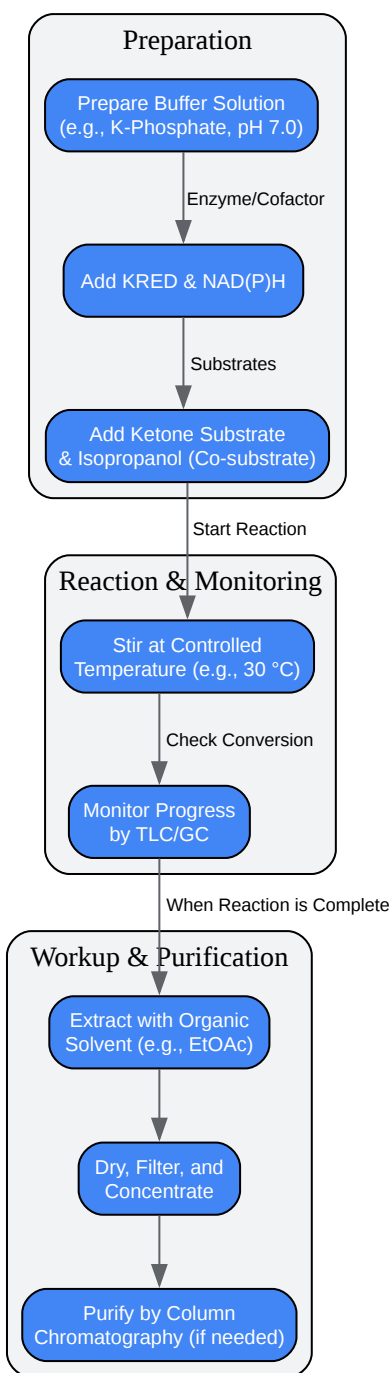 Preparation
Prepare Buffer Solution
(e.g., K-Phosphate, pH 7.0)
Enzyme/Cofactor
Add KRED & NAD(P)H
Substrates
Add Ketone Substrate
& Isopropanol (Co-substrate)
Start Reaction
Reaction & Monitoring
Stir at Controlled
Temperature (e.g., 30 °C)
Check Conversion
Monitor Progress
by TLC/GC
When Reaction is Complete
Workup & Purification
Extract with Organic
Solvent (e.g., EtOAc)
Dry, Filter, and
Concentrate
Purify by Column
Chromatography (if needed)